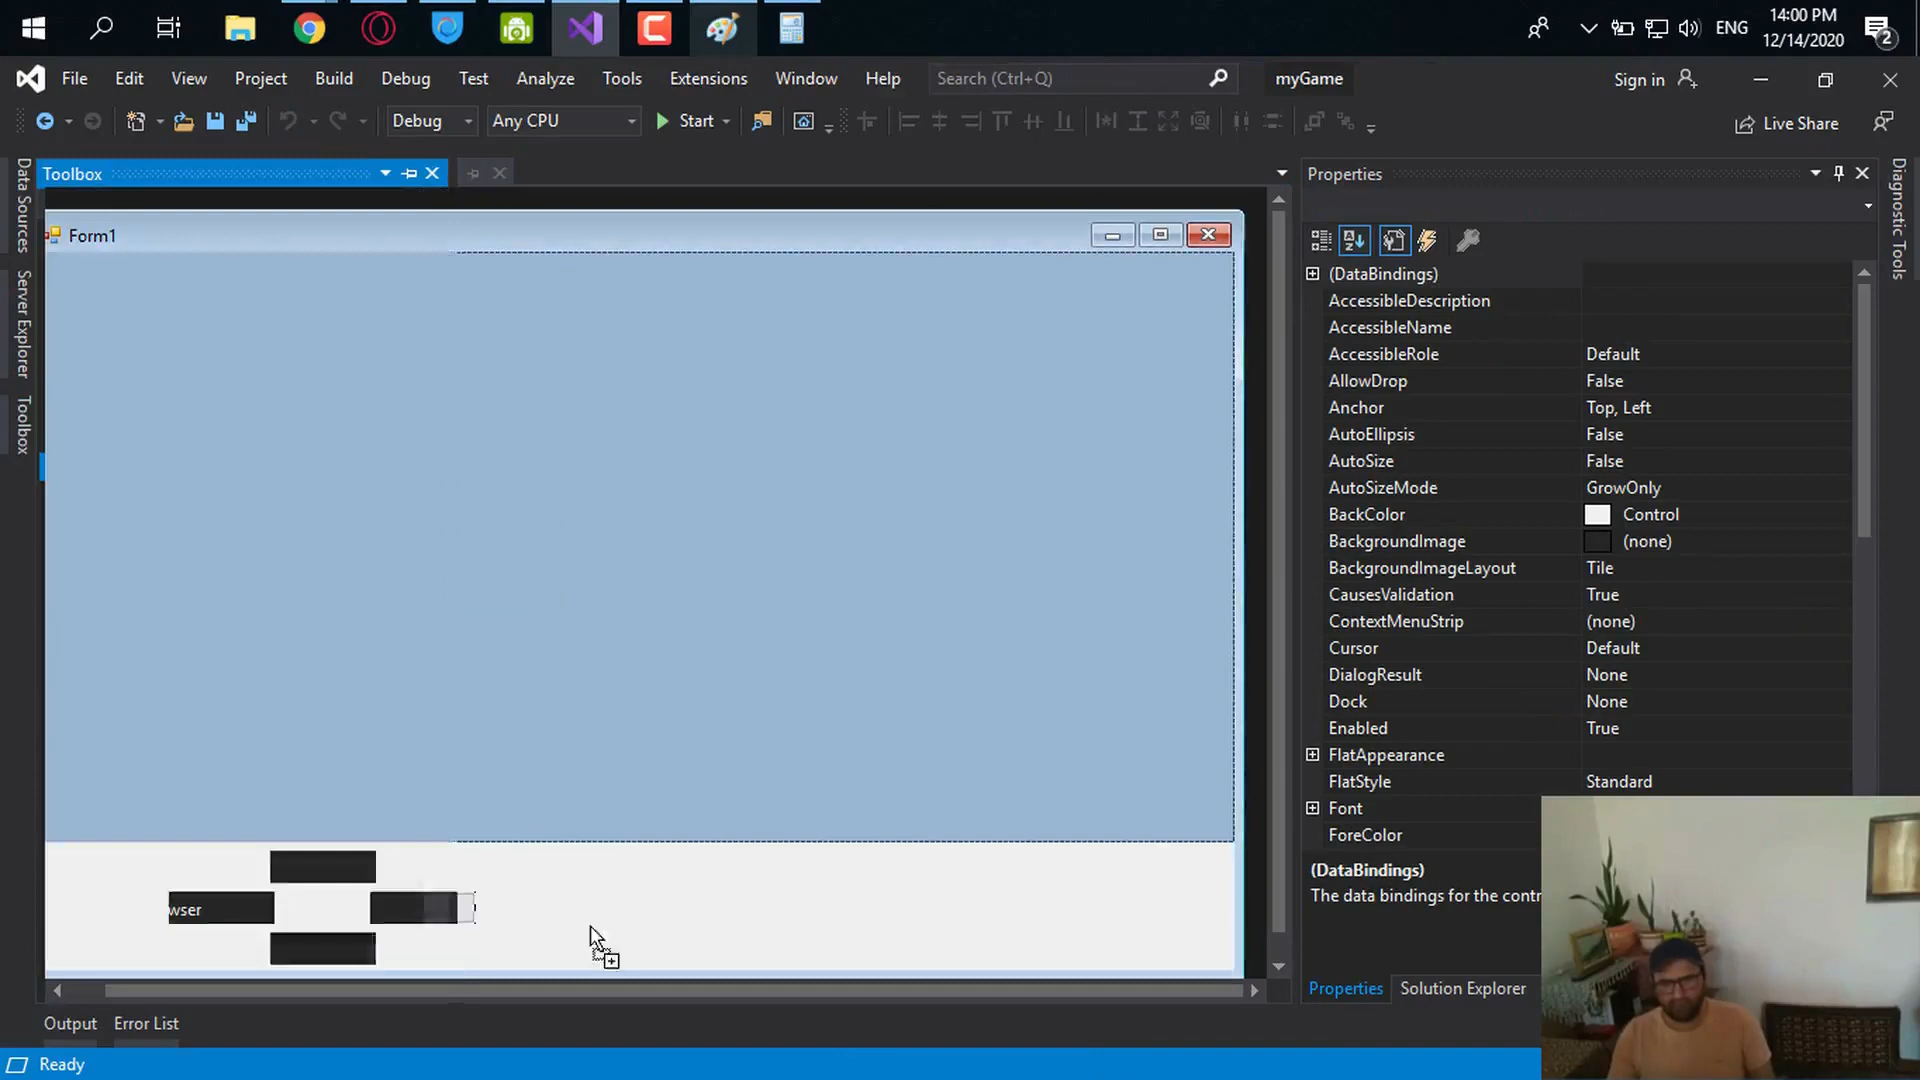 ENG
14:00 PM
12/14/2020
2
File Edit View Project Build Debug Test Analyze Tools Extensions Window Help
Search (Ctrl+Q)
myGame
Sign in
Debug
Any CPU
Start
Live Share
Data Sources
Server Explorer
Toolbox
Toolbox
Form1
wser
Properties
(DataBindings)
AccessibleDescription
AccessibleName
AccessibleRole Default
AllowDrop False
Anchor Top, Left
AutoEllipsis False
AutoSize False
AutoSizeMode GrowOnly
BackColor Control
BackgroundImage (none)
BackgroundImageLayout Tile
CausesValidation True
ContextMenuStrip (none)
Cursor Default
DialogResult None
Dock None
Enabled True
FlatAppearance
FlatStyle Standard
Font
ForeColor
(DataBindings)
The data bindings for the contr
Properties Solution Explorer
Diagnostic Tools
Output Error List
Ready